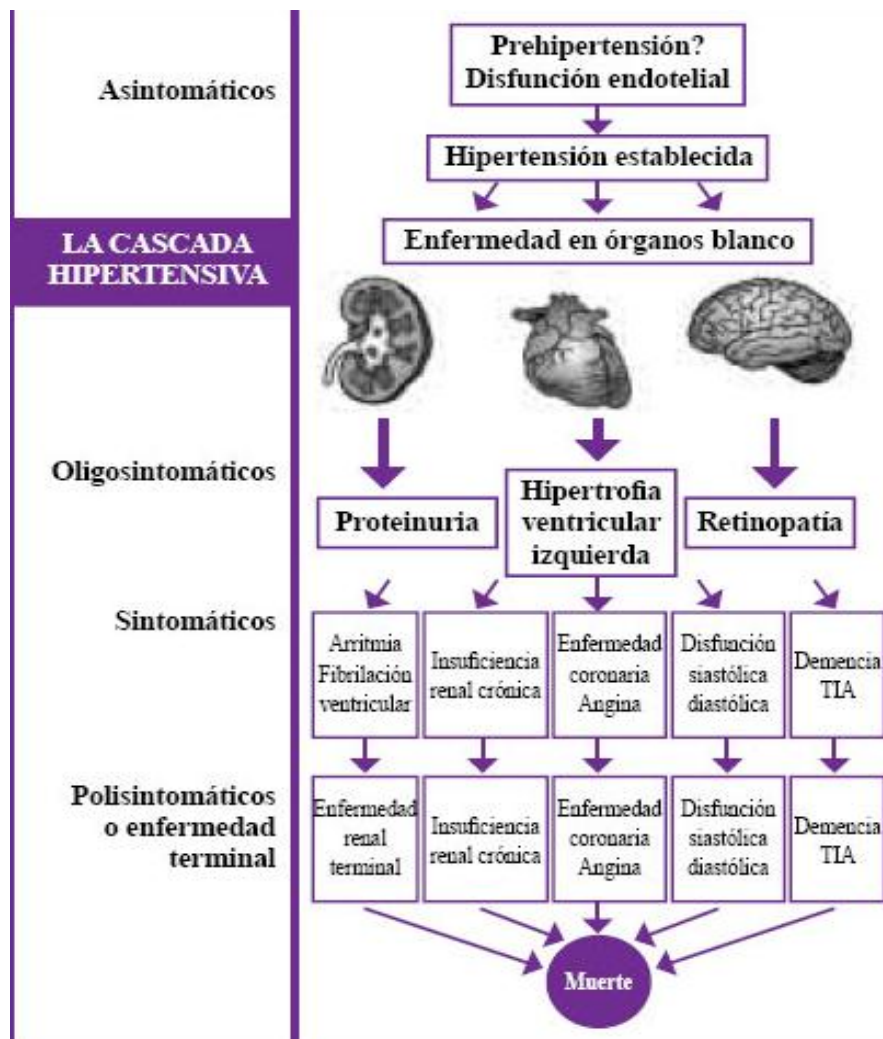 Asintomáticos
Prehipertensión?
Disfunción endotelial
Hipertensión establecida
LA CASCADA
HIPERTENSIVA
Enfermedad en órganos blanco
Oligosintomáticos
Proteinuria
Hipertrofia
ventricular
izquierda
Retinopatía
Sintomáticos
Arritmia
Fibrilación
ventricular
Insuficiencia
renal crónica
Enfermedad
coronaria
Angina
Disfunción
siastólica
diastólica
Demencia
TIA
Polisintomáticos
o enfermedad
terminal
Enfermedad
renal
terminal
Insuficiencia
renal crónica
Enfermedad
coronaria
Angina
Disfunción
siastólica
diastólica
Demencia
TIA
Muerte